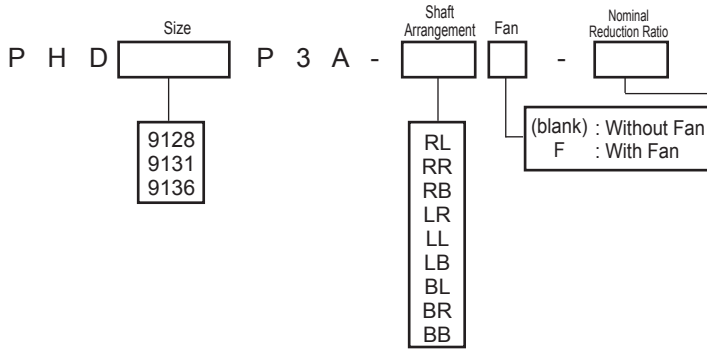 Size
Shaft
Arrangement
Fan
Nominal
Reduction Ratio
P H D P 3 A - -
9128
9131
9136
RL
RR
RB
LR
LL
LB
BL
BR
BB
(blank) : Without Fan
F : With Fan